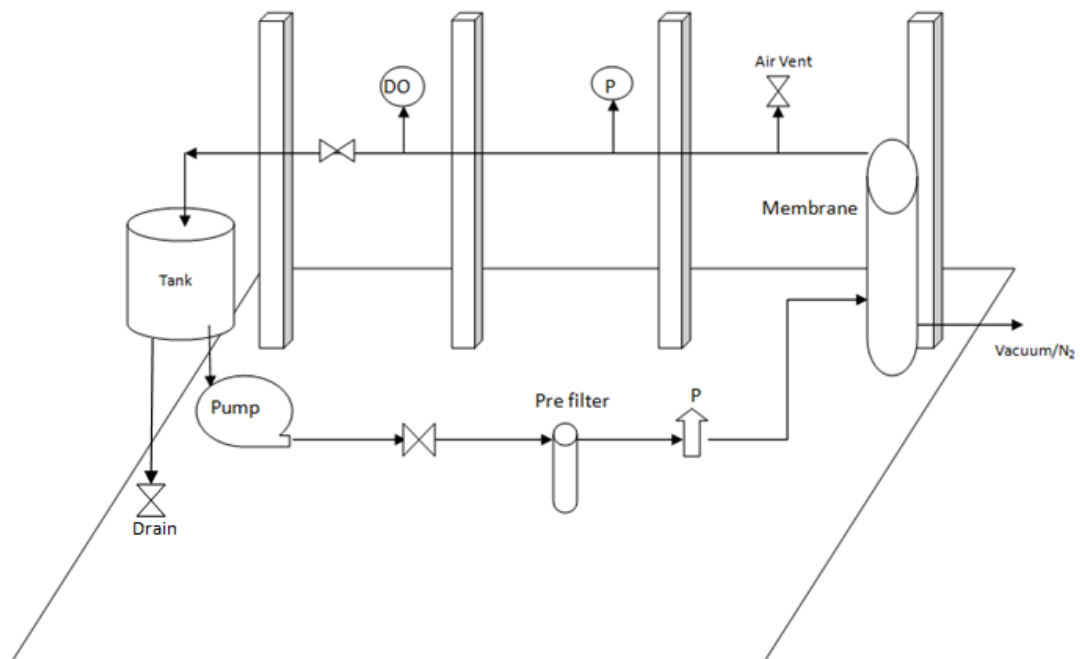 Air Vent
DO
P
Membrane
Tank
Vacuum/N₂
P
Pre filter
Pump
Drain